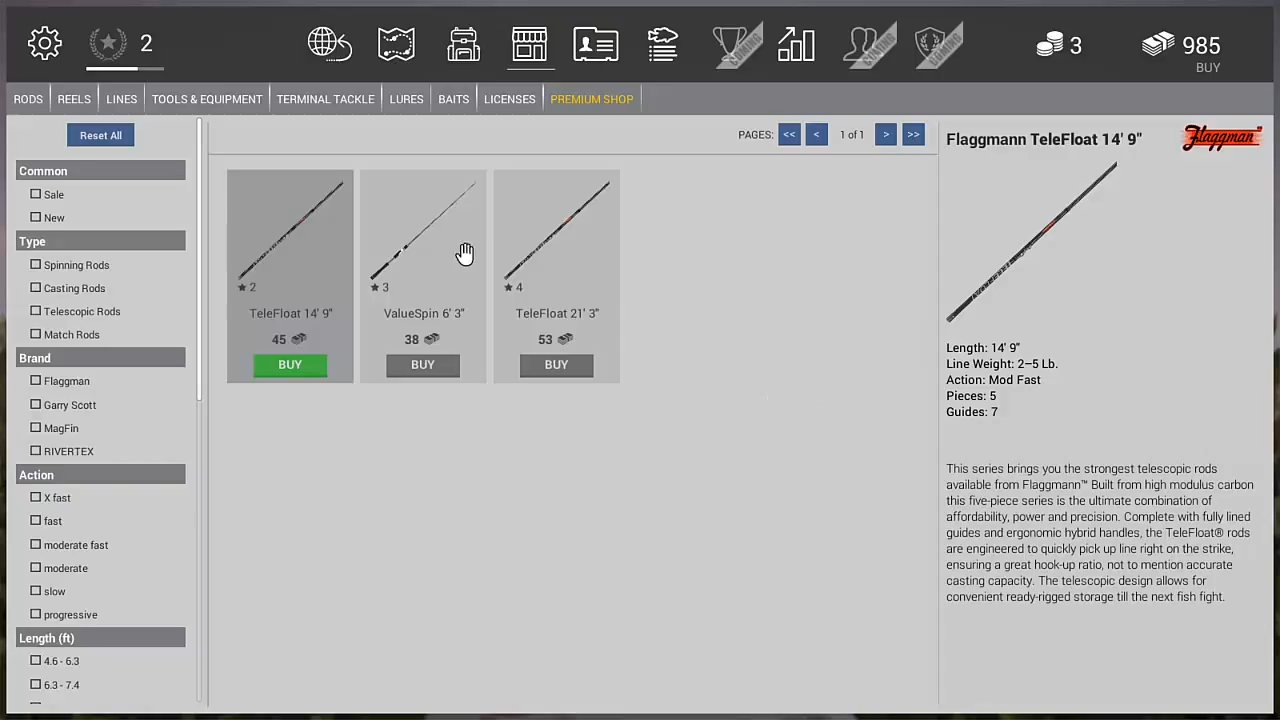 2
3
985
BUY
RODS
REELS
LINES
TOOLS & EQUIPMENT
TERMINAL TACKLE
LURES
BAITS
LICENSES
PREMIUM SHOP
Reset All
PAGES: << < 1 of 1 > >>
Common
Sale
New
Type
Spinning Rods
Casting Rods
Telescopic Rods
Match Rods
Brand
Flaggman
Garry Scott
MagFin
RIVERTEX
Action
X fast
fast
moderate fast
moderate
slow
progressive
Length (ft)
4.6 - 6.3
6.3 - 7.4
2
TeleFloat 14' 9"
45
BUY
3
ValueSpin 6' 3"
38
BUY
4
TeleFloat 21' 3"
53
BUY
Flaggmann TeleFloat 14' 9"
Flaggman
Length: 14' 9"
Line Weight: 2–5 Lb.
Action: Mod Fast
Pieces: 5
Guides: 7
This series brings you the strongest telescopic rods
available from Flaggmann™ Built from high modulus carbon
this five-piece series is the ultimate combination of
affordability, power and precision. Complete with fully lined
guides and ergonomic hybrid handles, the TeleFloat® rods
are engineered to quickly pick up line right on the strike,
ensuring a great hook-up ratio, not to mention accurate
casting capacity. The telescopic design allows for
convenient ready-rigged storage till the next fish fight.